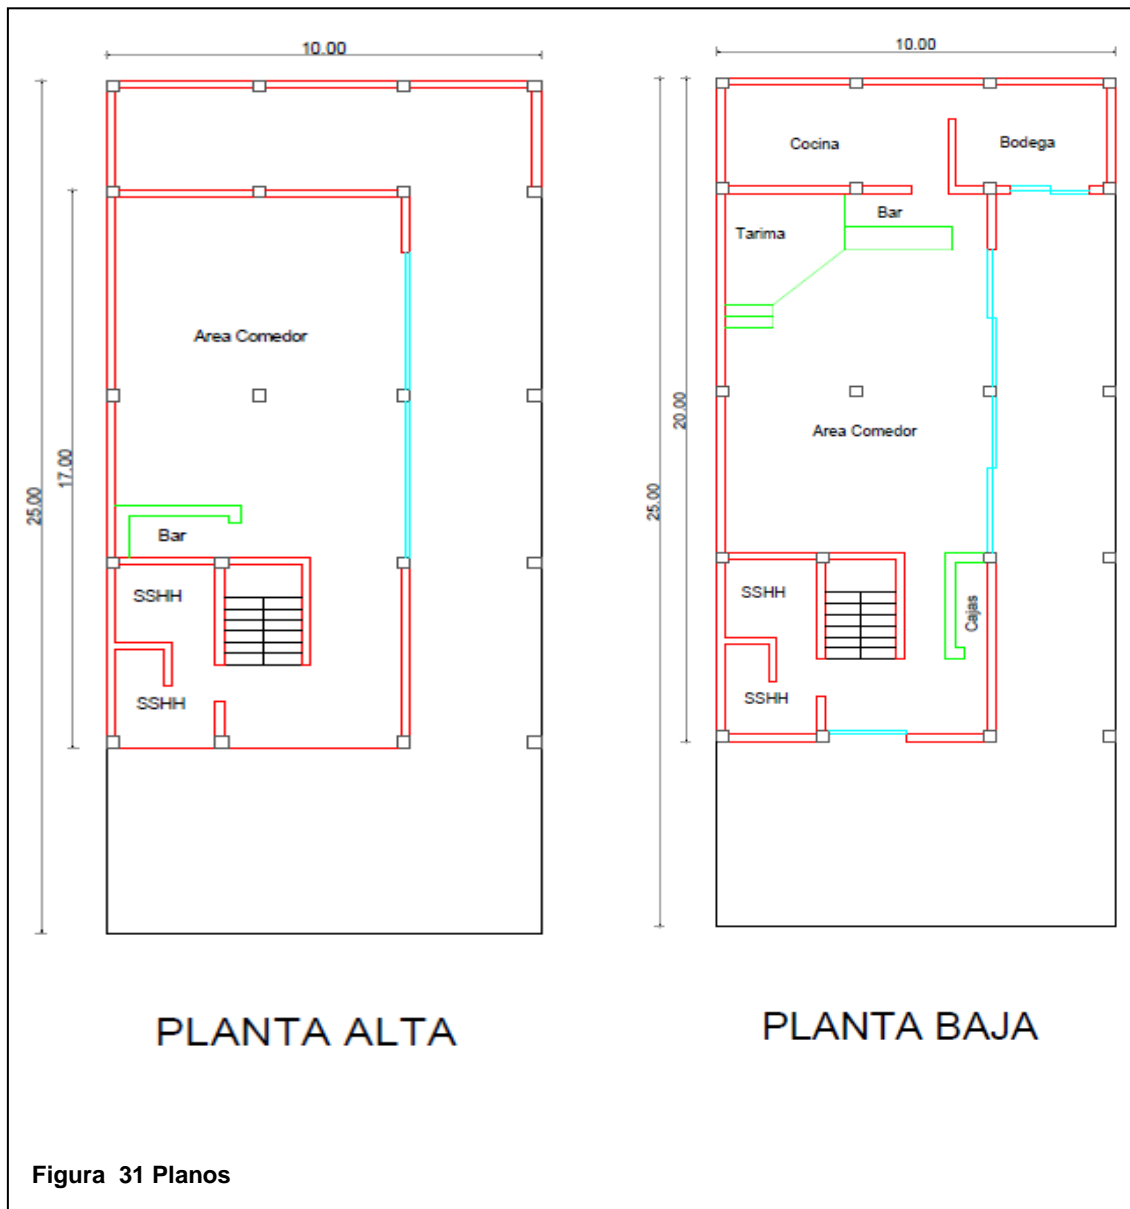 10.00
25.00
17.00
Area Comedor
Bar
SSHH
SSHH
PLANTA ALTA
10.00
25.00
20.00
Cocina
Bodega
Bar
Tarima
Area Comedor
SSHH
Cajas
SSHH
PLANTA BAJA
Figura 31 Planos